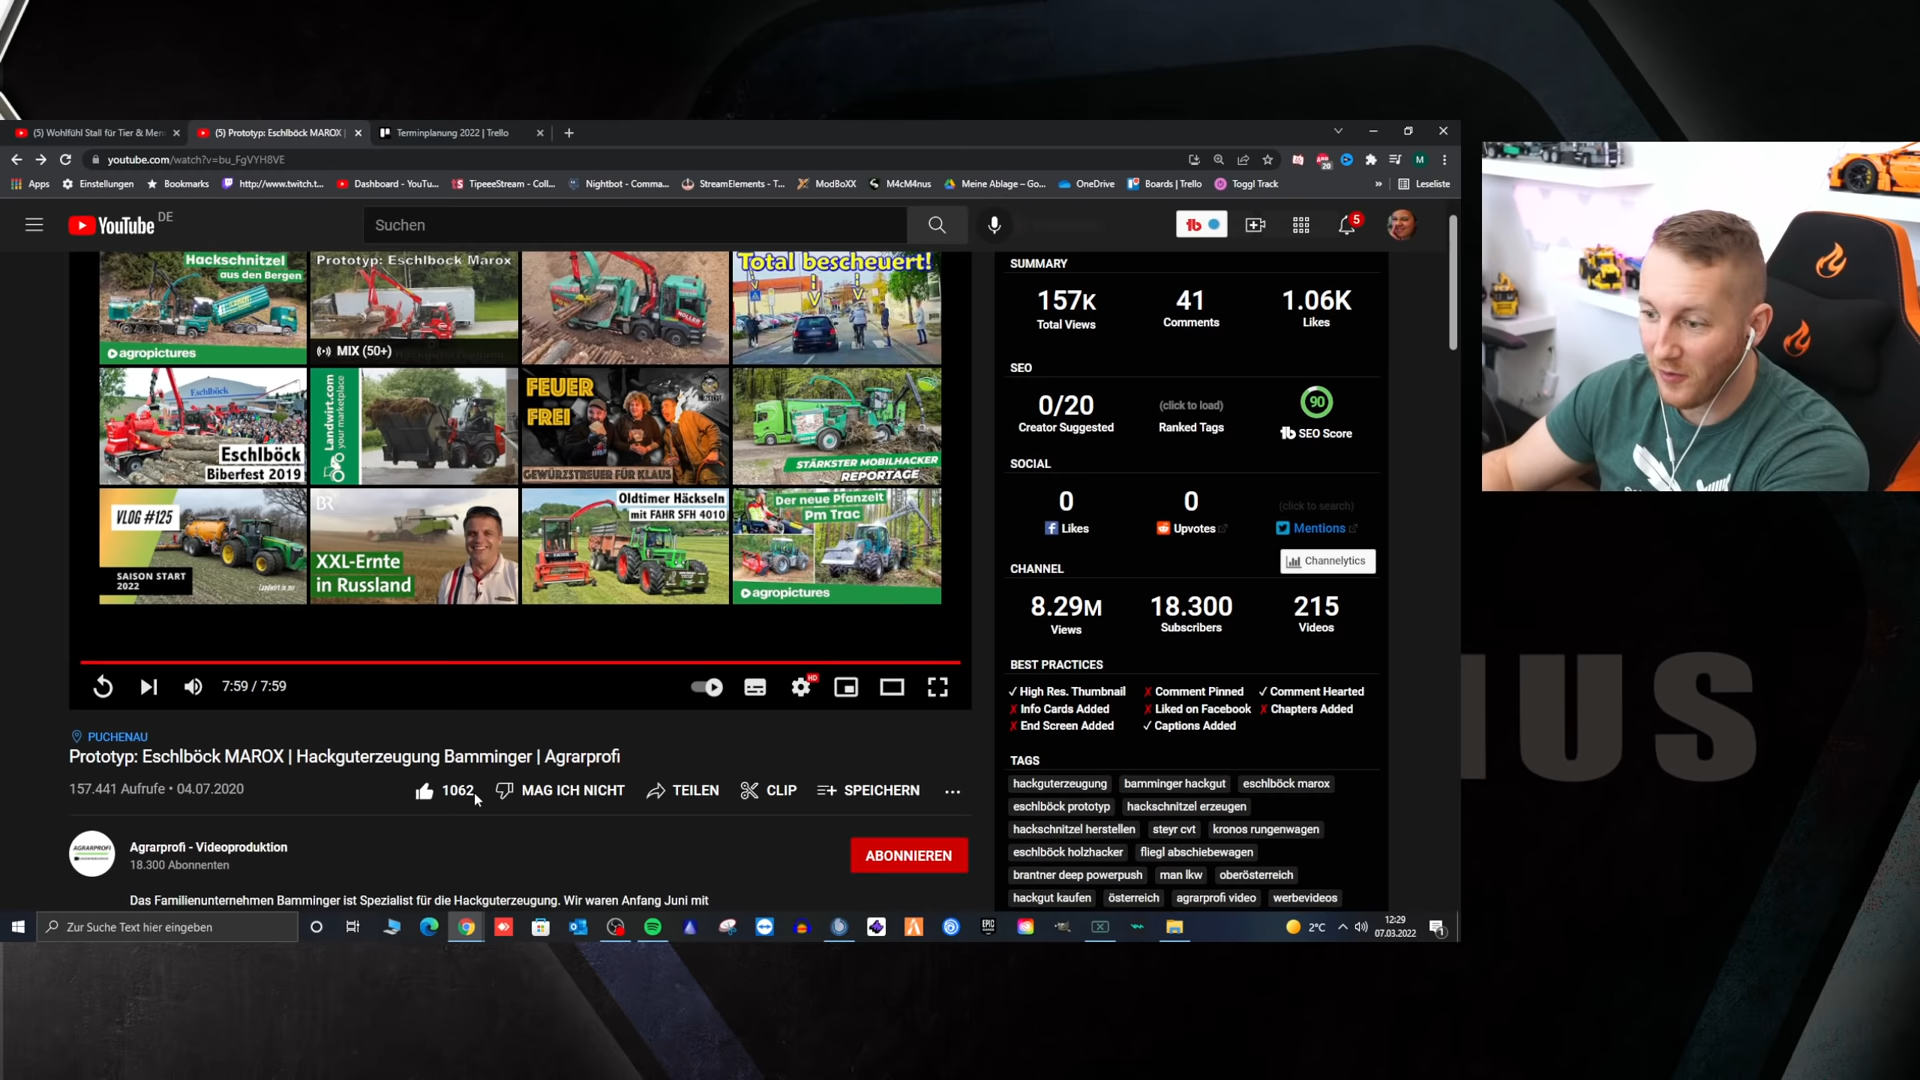 (5) Wohlfühl Stall für Tier & Men
(5) Prototyp: Eschlböck MAROX |
Terminplanung 2022 | Trello
youtube.com/watch?v=bu_FgVYH8VE
Apps
Einstellungen
Bookmarks
http://www.twitch.t...
Dashboard - YouTu...
TipeeeStream - Coll...
Nightbot - Comma...
StreamElements - T...
ModBoXX
M4cM4nus
Meine Ablage – Go...
OneDrive
Boards | Trello
Toggl Track
»
Leseliste
YouTube DE
Suchen
tb
5
Hackschnitzel
aus den Bergen
agropictures
Prototyp: Eschlböck Marox
MIX (50+)
MÜLLER
Total bescheuert!
Eschlböck
Eschlböck
Biberfest 2019
Landwirt.com
your marketplace
FEUER
FREI
GEWÜRZSTREUER FÜR KLAUS
STÄRKSTER MOBILHACKER
REPORTAGE
VLOG #125
SAISON START
2022
BR
XXL-Ernte
in Russland
Oldtimer Häckseln
mit FAHR SFH 4010
Der neue Pfanzelt
Pm Trac
agropictures
7:59 / 7:59
HD
PUCHENAU
Prototyp: Eschlböck MAROX | Hackguterzeugung Bamminger | Agrarprofi
157.441 Aufrufe • 04.07.2020
1062
MAG ICH NICHT
TEILEN
CLIP
SPEICHERN
AGRARPROFI
Agrarprofi - Videoproduktion
18.300 Abonnenten
ABONNIEREN
Das Familienunternehmen Bamminger ist Spezialist für die Hackguterzeugung. Wir waren Anfang Juni mit
SUMMARY
157K
Total Views
41
Comments
1.06K
Likes
SEO
0/20
Creator Suggested
(click to load)
Ranked Tags
90
tb SEO Score
SOCIAL
0
Likes
0
Upvotes
(click to search)
Mentions
CHANNEL
Channelytics
8.29M
Views
18.300
Subscribers
215
Videos
BEST PRACTICES
✓ High Res. Thumbnail
✗ Comment Pinned
✓ Comment Hearted
✗ Info Cards Added
✗ Liked on Facebook
✗ Chapters Added
✗ End Screen Added
✓ Captions Added
TAGS
hackguterzeugung
bamminger hackgut
eschlböck marox
eschlböck prototyp
hackschnitzel erzeugen
hackschnitzel herstellen
steyr cvt
kronos rungenwagen
eschlböck holzhacker
fliegl abschiebewagen
brantner deep powerpush
man lkw
oberösterreich
hackgut kaufen
österreich
agrarprofi video
werbevideos
Zur Suche Text hier eingeben
EPIC
2°C
12:29
07.03.2022
NUS